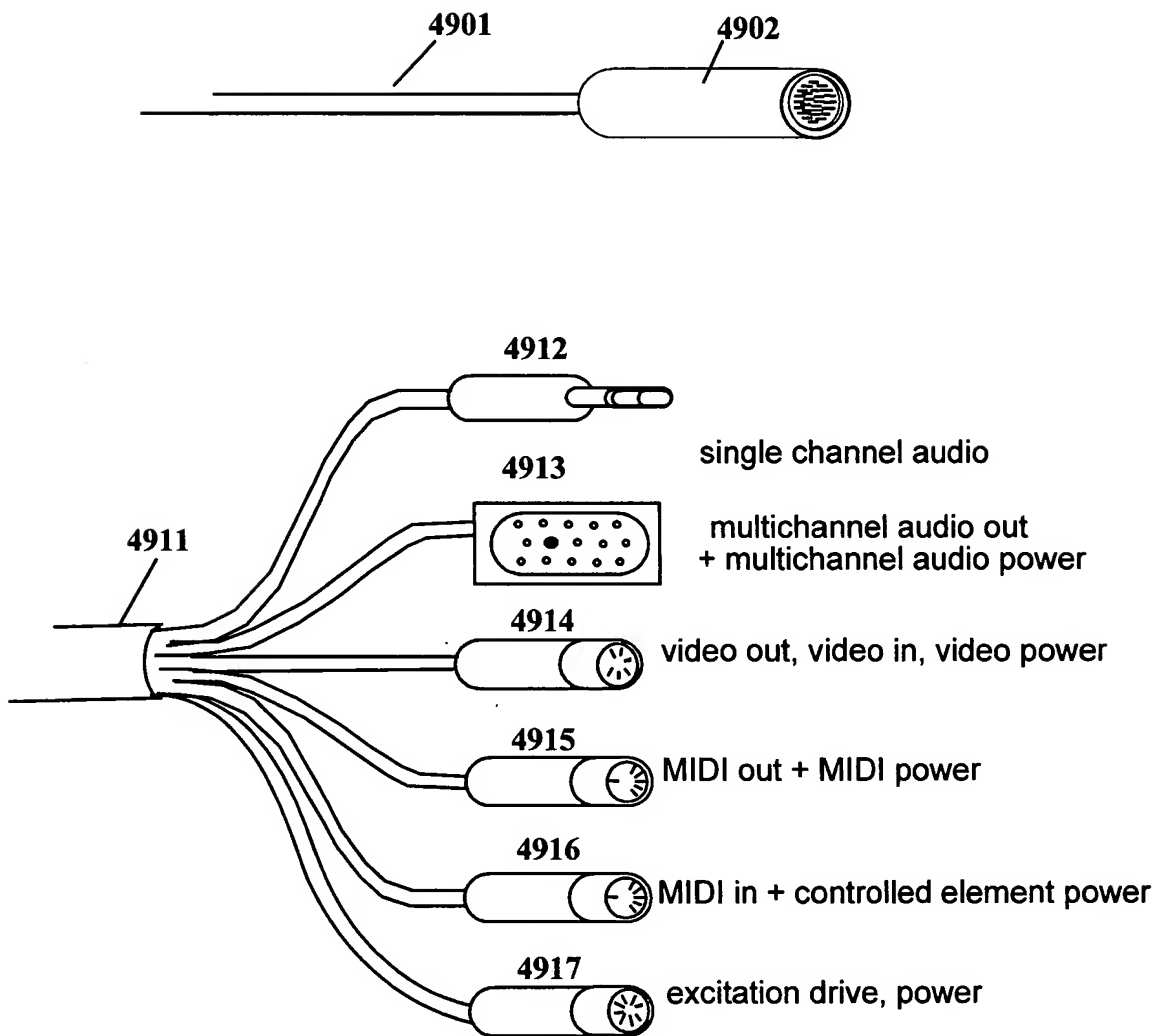 4901
4902
4912
single channel audio
4913
multichannel audio out
+ multichannel audio power
4911
4914
video out, video in, video power
4915
MIDI out + MIDI power
4916
MIDI in + controlled element power
4917
excitation drive, power